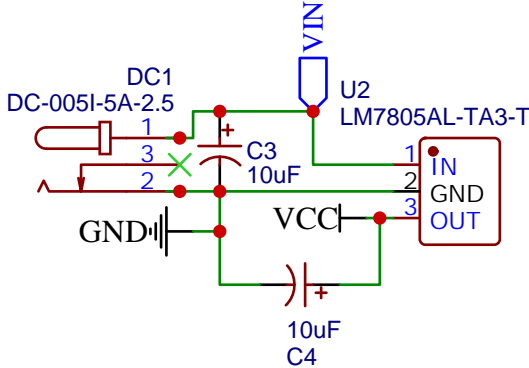 VIN
DC1
DC-005I-5A-2.5
U2
LM7805AL-TA3-T
1
3
2
C3
10uF
1
IN
2
GND
3
OUT
GND
VCC
10uF
C4